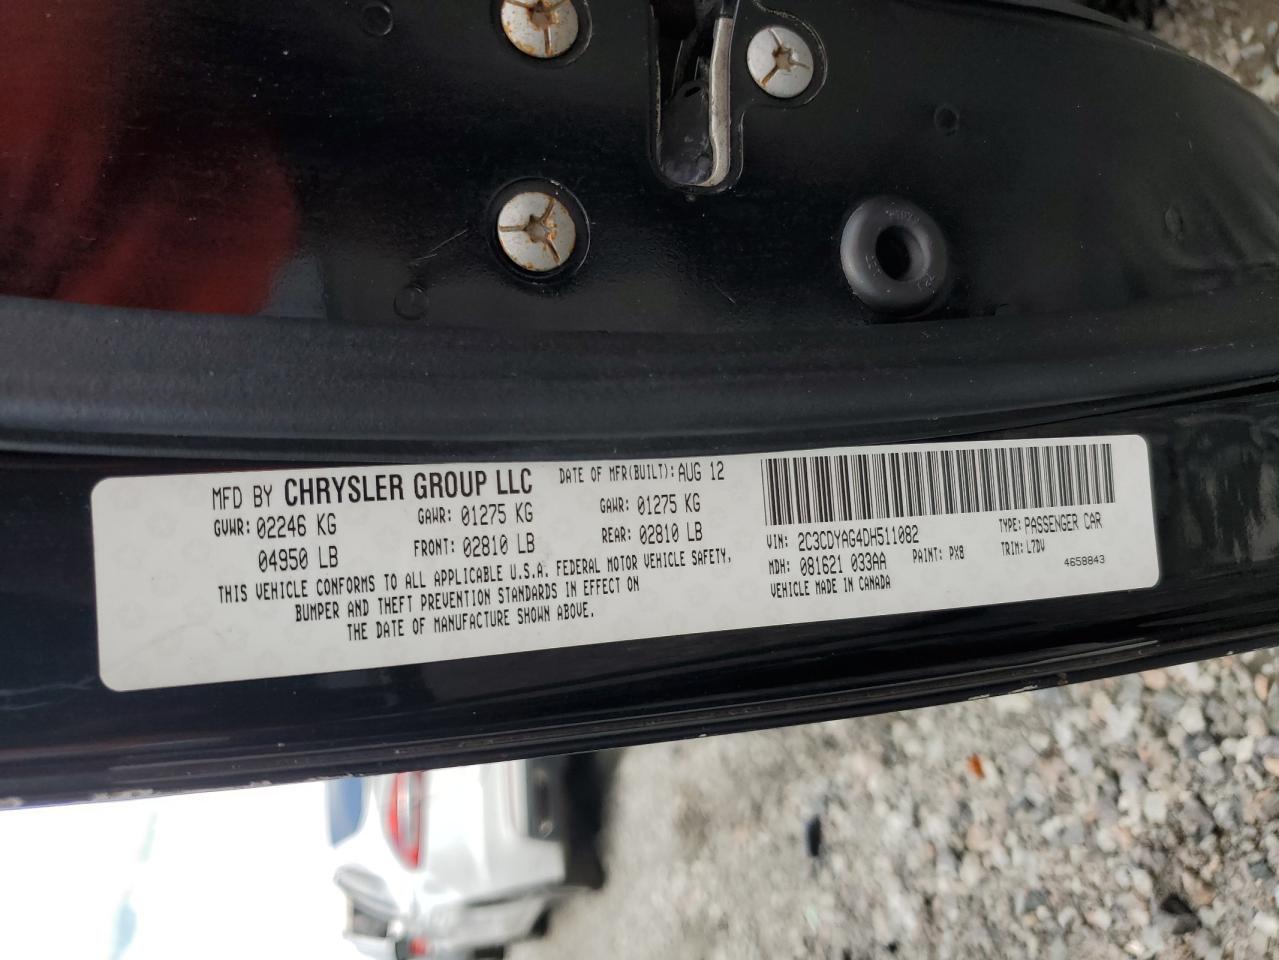 MFD BY CHRYSLER GROUP LLC DATE OF MFR(BUILT): AUG 12
GVWR: 02246 KG GAWR: 01275 KG GAWR: 01275 KG
04950 LB FRONT: 02810 LB REAR: 02810 LB
THIS VEHICLE CONFORMS TO ALL APPLICABLE U.S.A. FEDERAL MOTOR VEHICLE SAFETY,
BUMPER AND THEFT PREVENTION STANDARDS IN EFFECT ON
THE DATE OF MANUFACTURE SHOWN ABOVE.
VIN: 2C3CDYAG4DH511082 TYPE: PASSENGER CAR
MDH: 081621 033AA PAINT: PX8 TRIM: L7DV
VEHICLE MADE IN CANADA 4658843